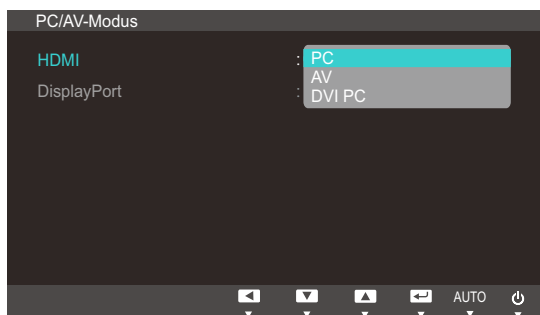 PC/AV-Modus
HDMI : PC
AV
DisplayPort : DVI PC
AUTO